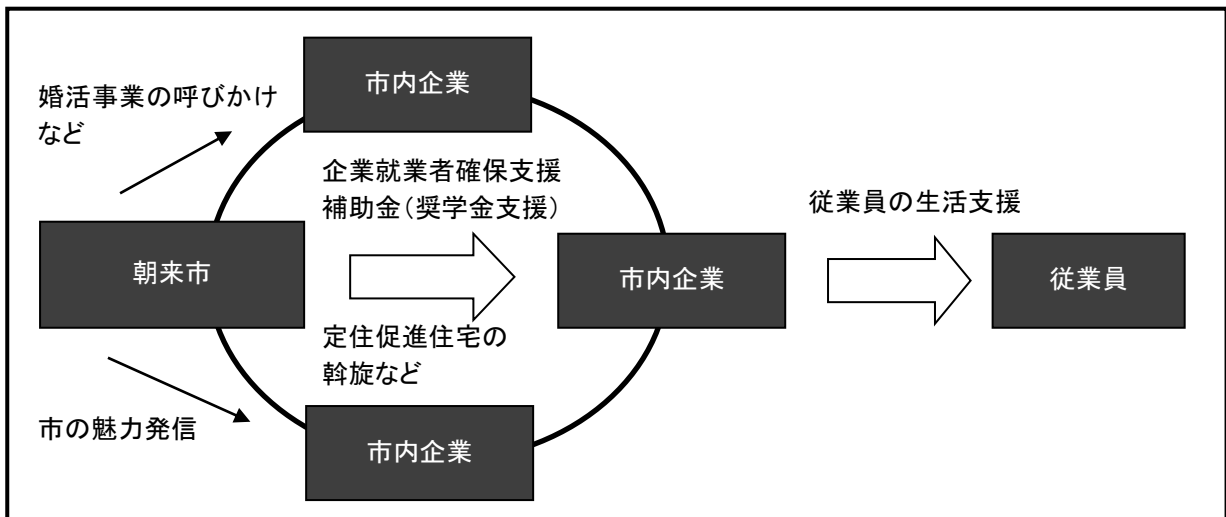 市内企業
婚活事業の呼びかけ
など
企業就業者確保支援
補助金（奨学金支援）
従業員の生活支援
朝来市
市内企業
従業員
定住促進住宅の
斡旋など
市の魅力発信
市内企業